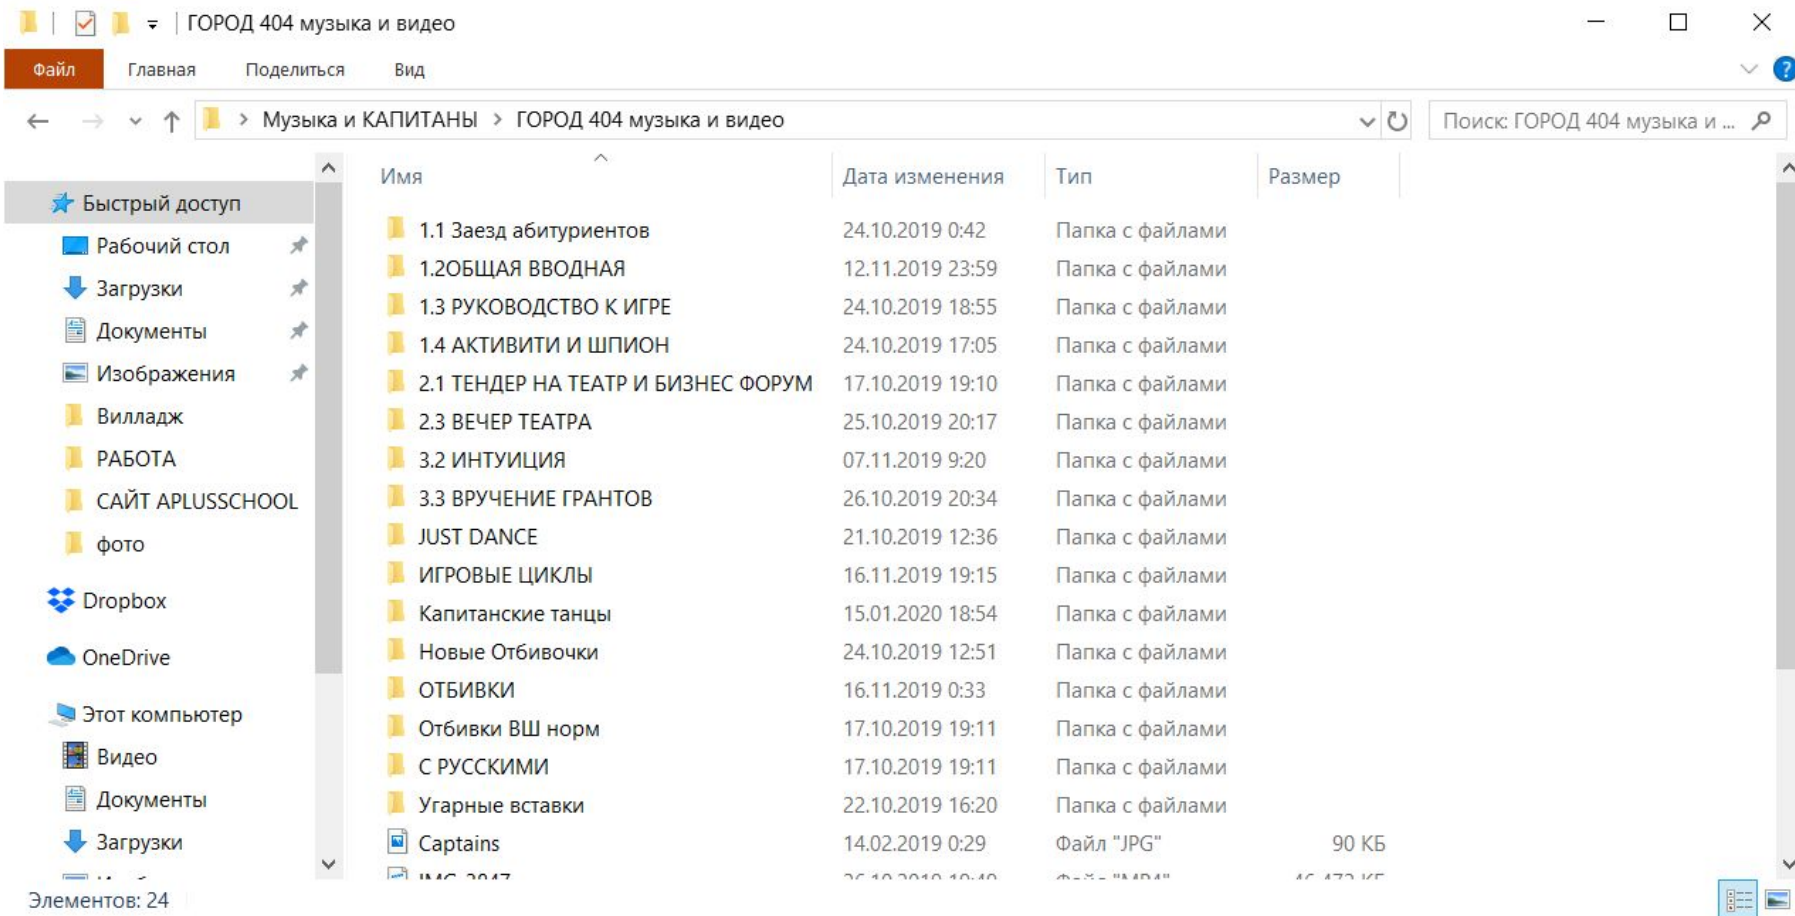 ГОРОД 404 музыка и видео
Файл Главная Поделиться Вид
Музыка и КАПИТАНЫ > ГОРОД 404 музыка и видео
Поиск: ГОРОД 404 музыка и ...
Имя Дата изменения Тип Размер
Быстрый доступ
Рабочий стол
Загрузки
Документы
Изображения
Вилладж
РАБОТА
САЙТ APLUSSCHOOL
фото
Dropbox
OneDrive
Этот компьютер
Видео
Документы
Загрузки
1.1 Заезд абитуриентов 24.10.2019 0:42 Папка с файлами
1.2ОБЩАЯ ВВОДНАЯ 12.11.2019 23:59 Папка с файлами
1.3 РУКОВОДСТВО К ИГРЕ 24.10.2019 18:55 Папка с файлами
1.4 АКТИВИТИ И ШПИОН 24.10.2019 17:05 Папка с файлами
2.1 ТЕНДЕР НА ТЕАТР И БИЗНЕС ФОРУМ 17.10.2019 19:10 Папка с файлами
2.3 ВЕЧЕР ТЕАТРА 25.10.2019 20:17 Папка с файлами
3.2 ИНТУИЦИЯ 07.11.2019 9:20 Папка с файлами
3.3 ВРУЧЕНИЕ ГРАНТОВ 26.10.2019 20:34 Папка с файлами
JUST DANCE 21.10.2019 12:36 Папка с файлами
ИГРОВЫЕ ЦИКЛЫ 16.11.2019 19:15 Папка с файлами
Капитанские танцы 15.01.2020 18:54 Папка с файлами
Новые Отбивочки 24.10.2019 12:51 Папка с файлами
ОТБИВКИ 16.11.2019 0:33 Папка с файлами
Отбивки ВШ норм 17.10.2019 19:11 Папка с файлами
С РУССКИМИ 17.10.2019 19:11 Папка с файлами
Угарные вставки 22.10.2019 16:20 Папка с файлами
Captains 14.02.2019 0:29 Файл "JPG" 90 КБ
Элементов: 24